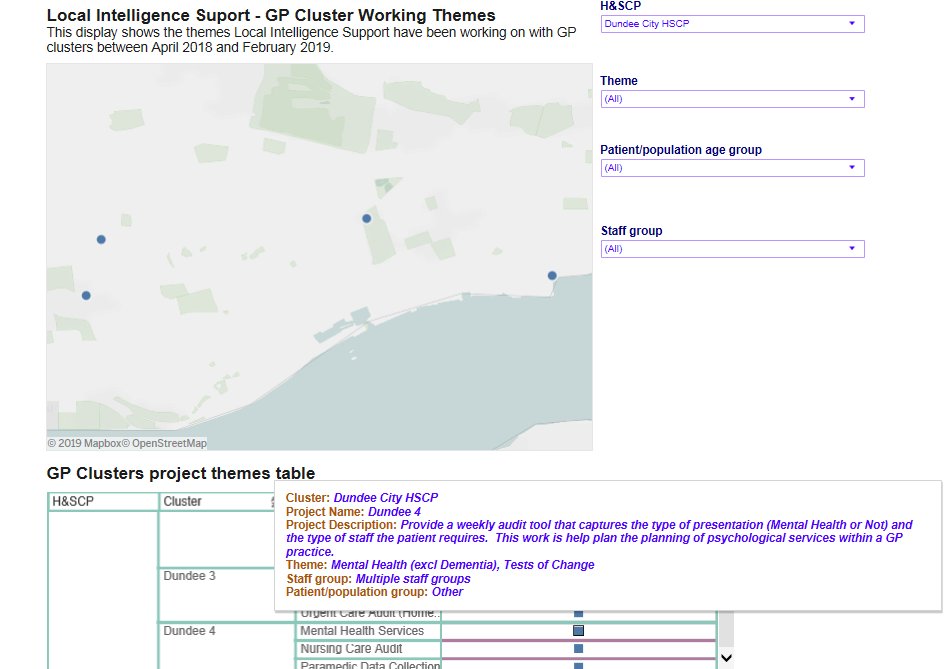 Local Intelligence Suport - GP Cluster Working Themes
This display shows the themes Local Intelligence Support have been working on with GP
clusters between April 2018 and February 2019.
H&SCP
Dundee City HSCP
Theme
(All)
Patient/population age group
(All)
Staff group
(All)
© 2019 Mapbox© OpenStreetMap
GP Clusters project themes table
H&SCP
Cluster
Cluster: Dundee City HSCP
Project Name: Dundee 4
Project Description: Provide a weekly audit tool that captures the type of presentation (Mental Health or Not) and
the type of staff the patient requires. This work is help plan the planning of psychological services within a GP
practice.
Theme: Mental Health (excl Dementia), Tests of Change
Staff group: Multiple staff groups
Patient/population group: Other
Dundee 3
Urgent Care Audit (Home..
Dundee 4
Mental Health Services
Nursing Care Audit
Paramedic Data Collection